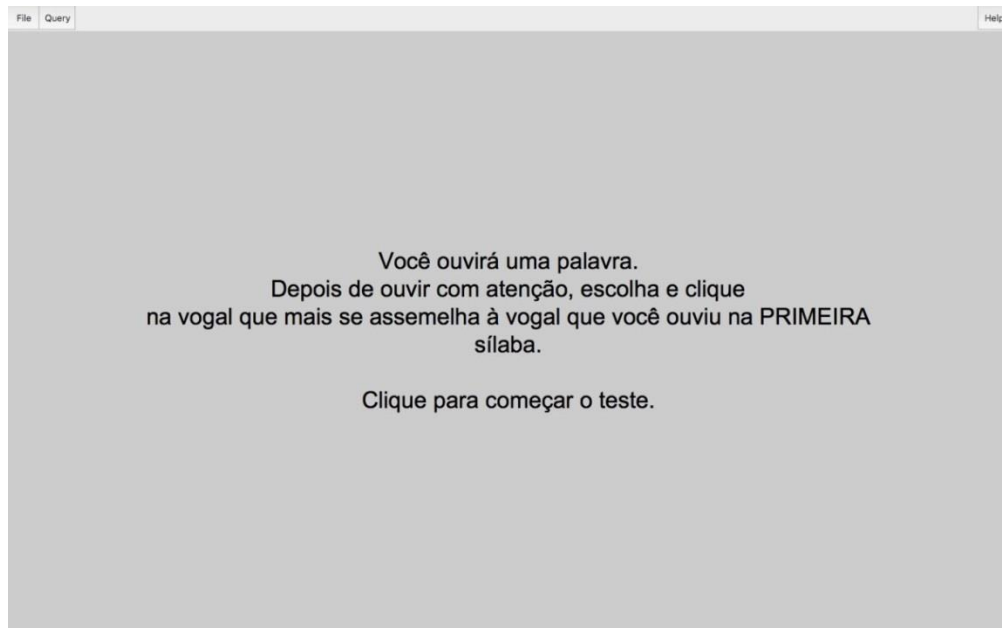 File Query Help
Você ouvirá uma palavra.
Depois de ouvir com atenção, escolha e clique
na vogal que mais se assemelha à vogal que você ouviu na PRIMEIRA
sílaba.
Clique para começar o teste.